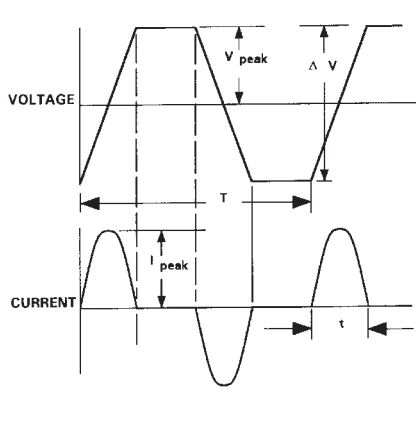 V peak
Δ V
VOLTAGE
T
I peak
CURRENT
t